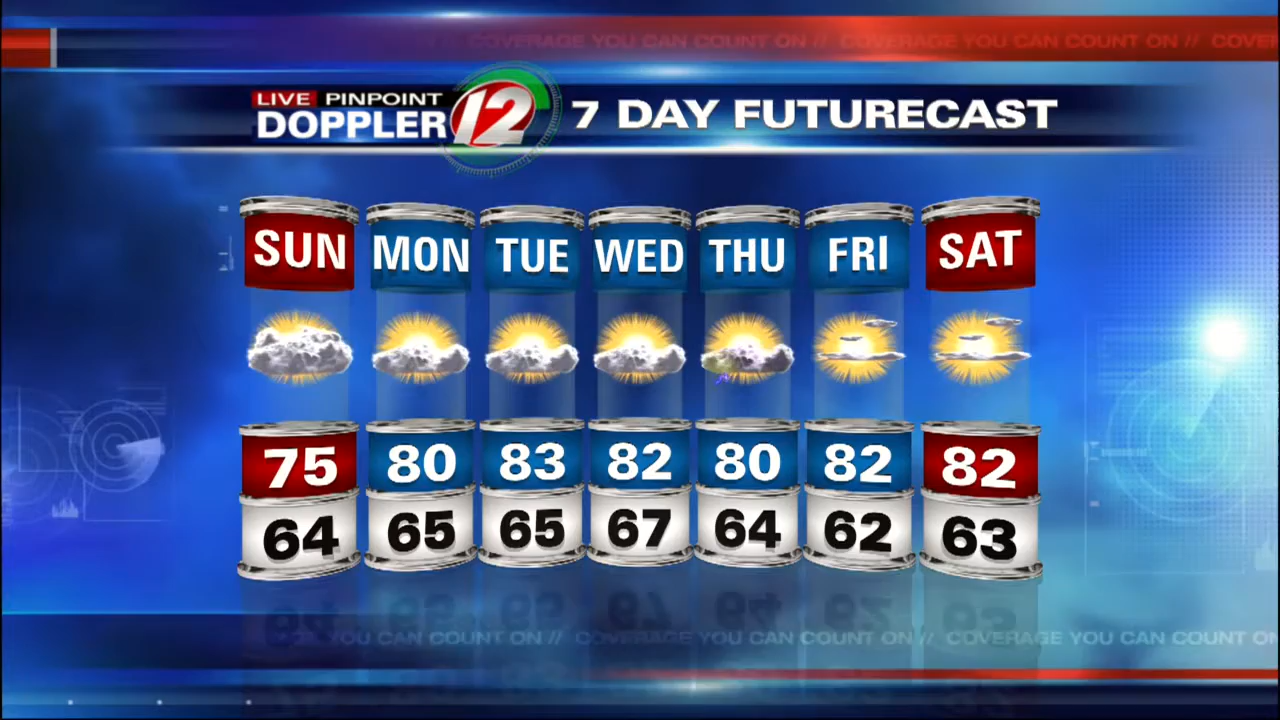 COVERAGE YOU CAN COUNT ON // COVERAGE YOU CAN COUNT ON // COVER
LIVE PINPOINT
DOPPLER 12
7 DAY FUTURECAST
SUN MON TUE WED THU FRI SAT
75 80 83 82 80 82 82
64 65 65 67 64 62 63
YOU CAN COUNT ON // COVERAGE YOU CAN COUNT ON // COVERAGE YOU CAN COUNT ON